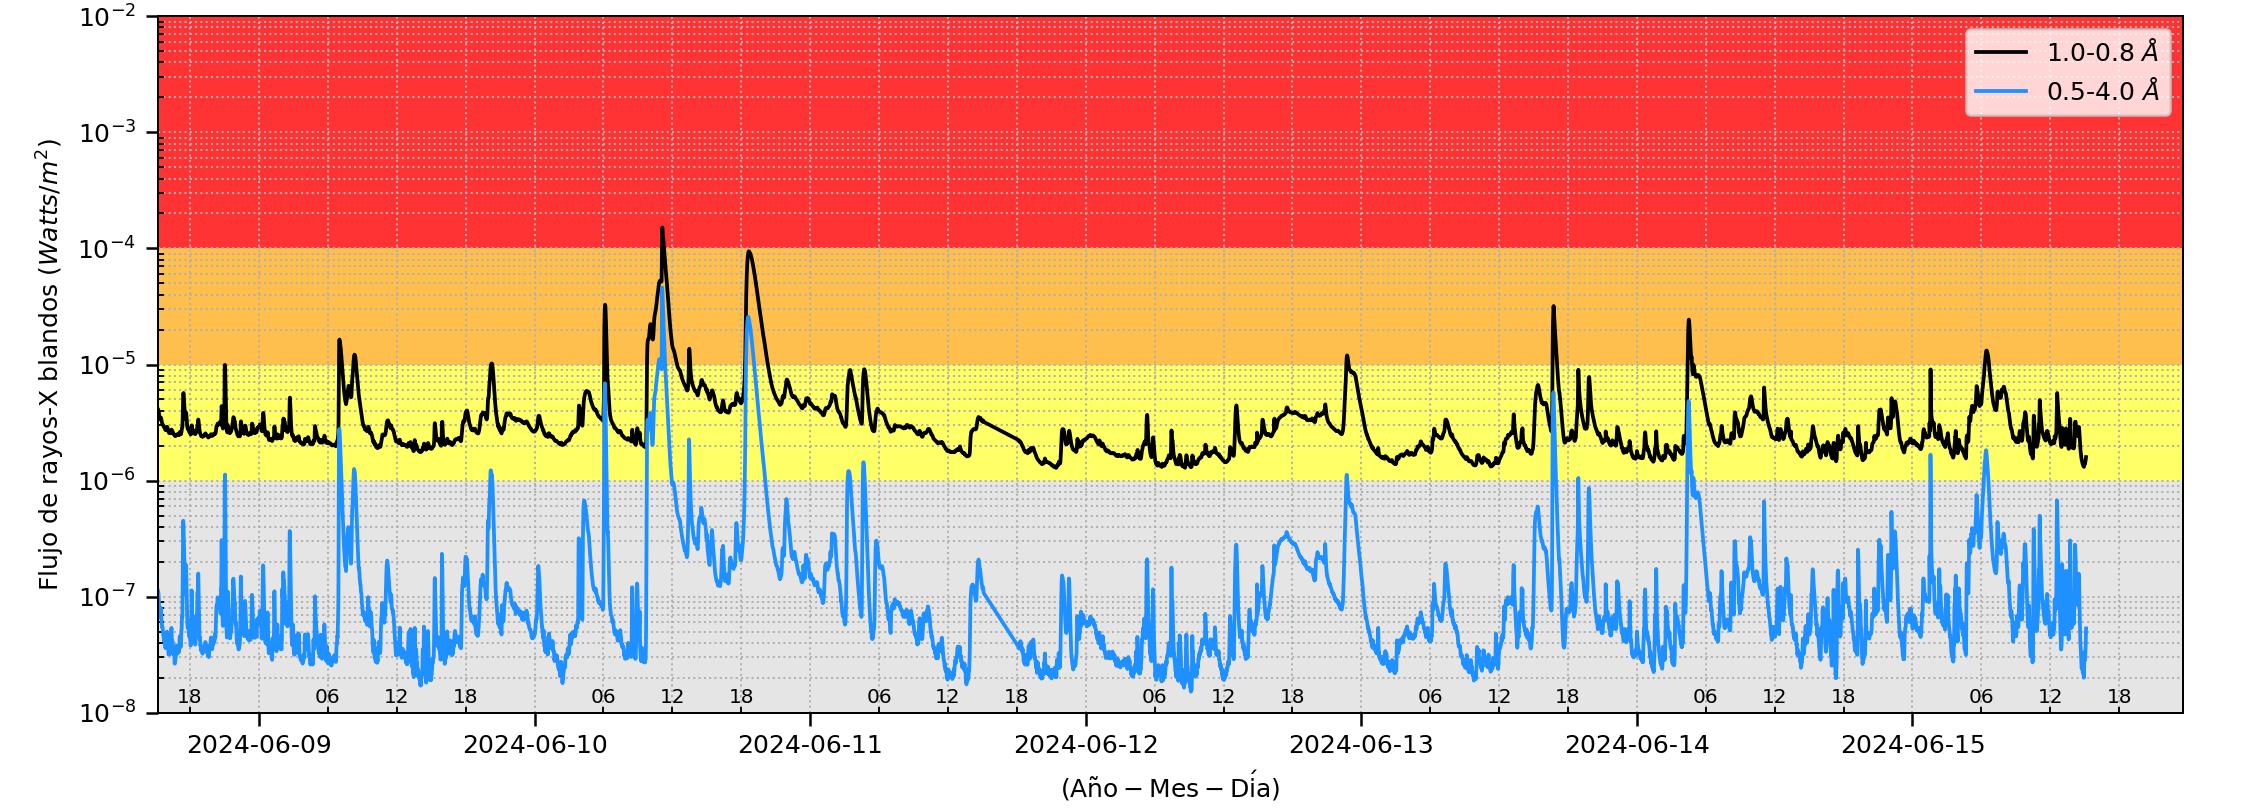 10⁻²
10⁻³
10⁻⁴
10⁻⁵
10⁻⁶
10⁻⁷
10⁻⁸
Flujo de rayos-X blandos (Watts/m²)
1.0-0.8 Å
0.5-4.0 Å
18 06 12 18 06 12 18 06 12 18 06 12 18 06 12 18 06 12 18 06 12 18
2024-06-09 2024-06-10 2024-06-11 2024-06-12 2024-06-13 2024-06-14 2024-06-15
(Año − Mes − Día)